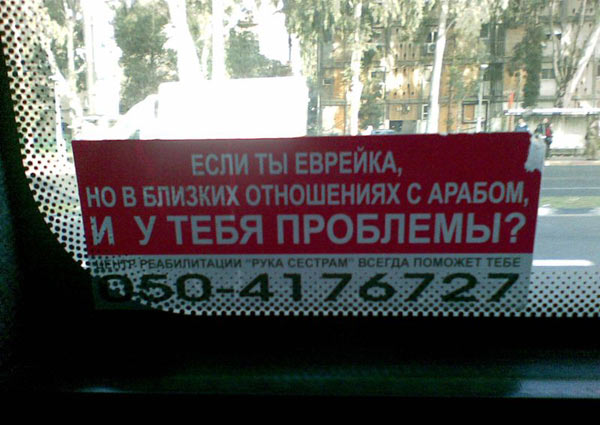 ЕСЛИ ТЫ ЕВРЕЙКА,
НО В БЛИЗКИХ ОТНОШЕНИЯХ С АРАБОМ,
И У ТЕБЯ ПРОБЛЕМЫ?
ЦЕНТР РЕАБИЛИТАЦИИ "РУКА СЕСТРАМ" ВСЕГДА ПОМОЖЕТ ТЕБЕ
050-4176727